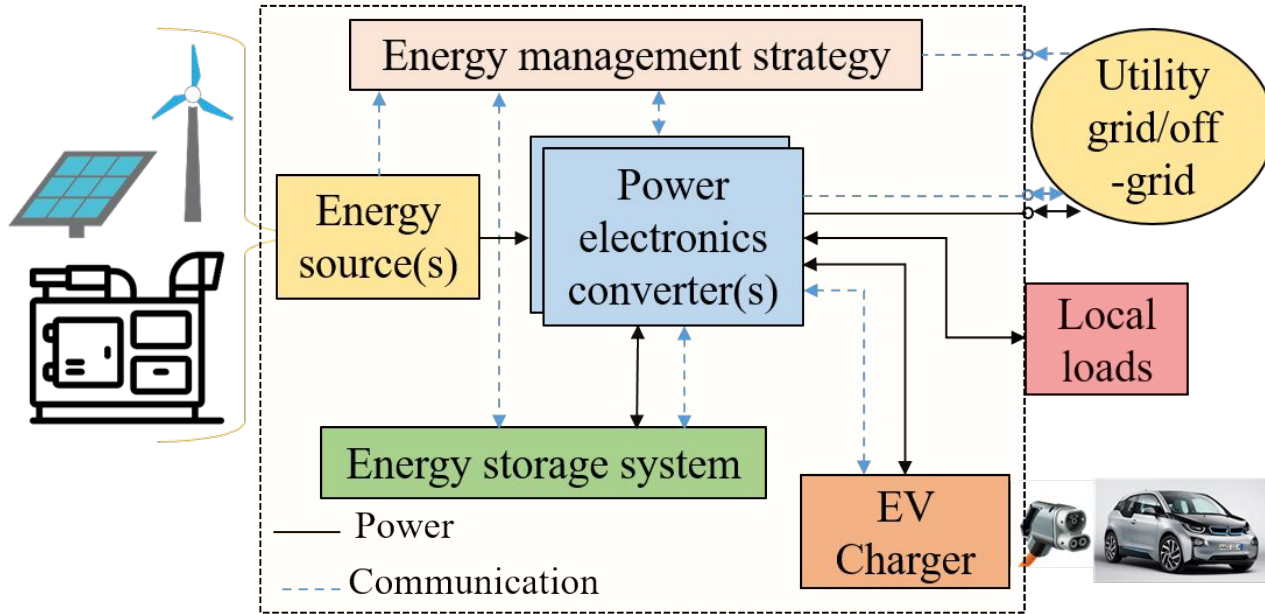 Energy management strategy
Utility
grid/off
-grid
Energy
source(s)
Power
electronics
converter(s)
Local
loads
Energy storage system
EV
Charger
Power
Communication